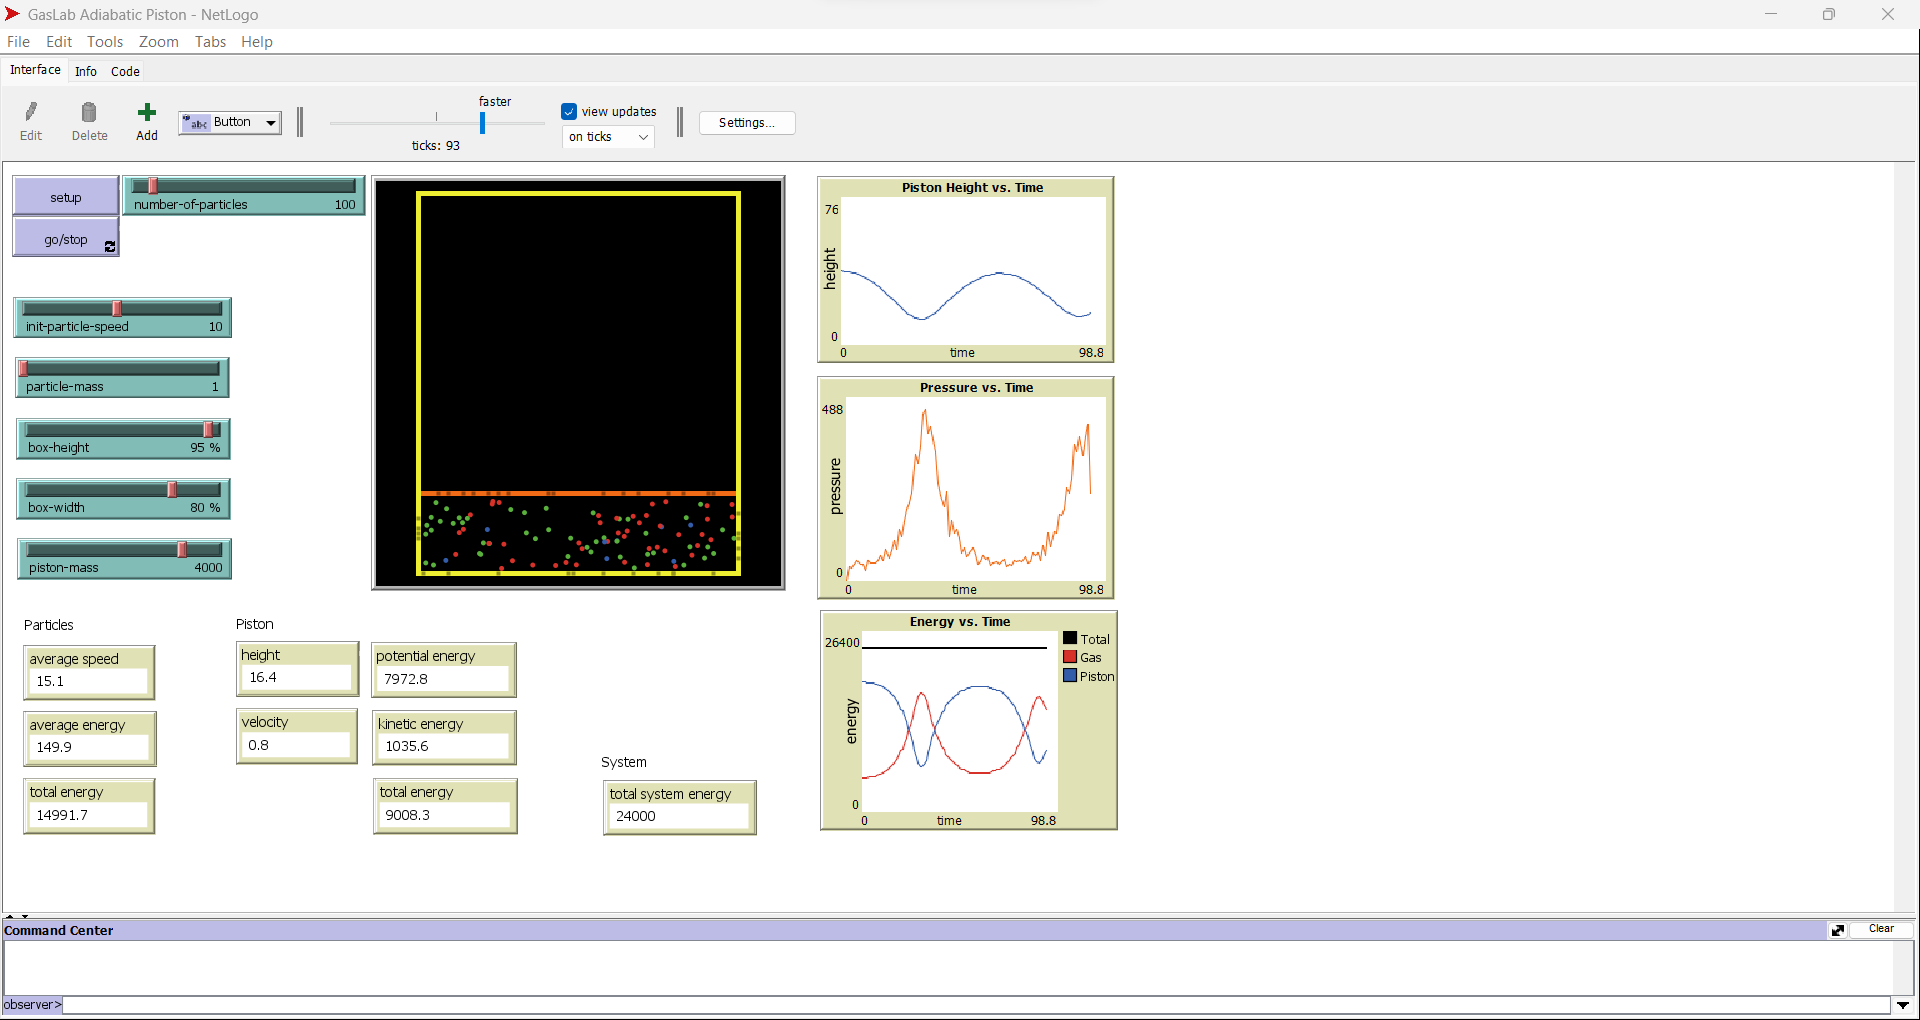 GasLab Adiabatic Piston - NetLogo
File Edit Tools Zoom Tabs Help
Interface Info Code
Edit
Delete
Add
abc Button
faster
ticks: 93
view updates
on ticks
Settings...
setup
go/stop
number-of-particles 100
init-particle-speed 10
particle-mass 1
box-height 95 %
box-width 80 %
piston-mass 4000
Piston Height vs. Time
76
height
0
0 time 98.8
Pressure vs. Time
488
pressure
0
0 time 98.8
Energy vs. Time
26400
energy
0
0 time 98.8
Total
Gas
Piston
Particles
average speed
15.1
average energy
149.9
total energy
14991.7
Piston
height
16.4
velocity
0.8
potential energy
7972.8
kinetic energy
1035.6
total energy
9008.3
System
total system energy
24000
Command Center
Clear
observer>